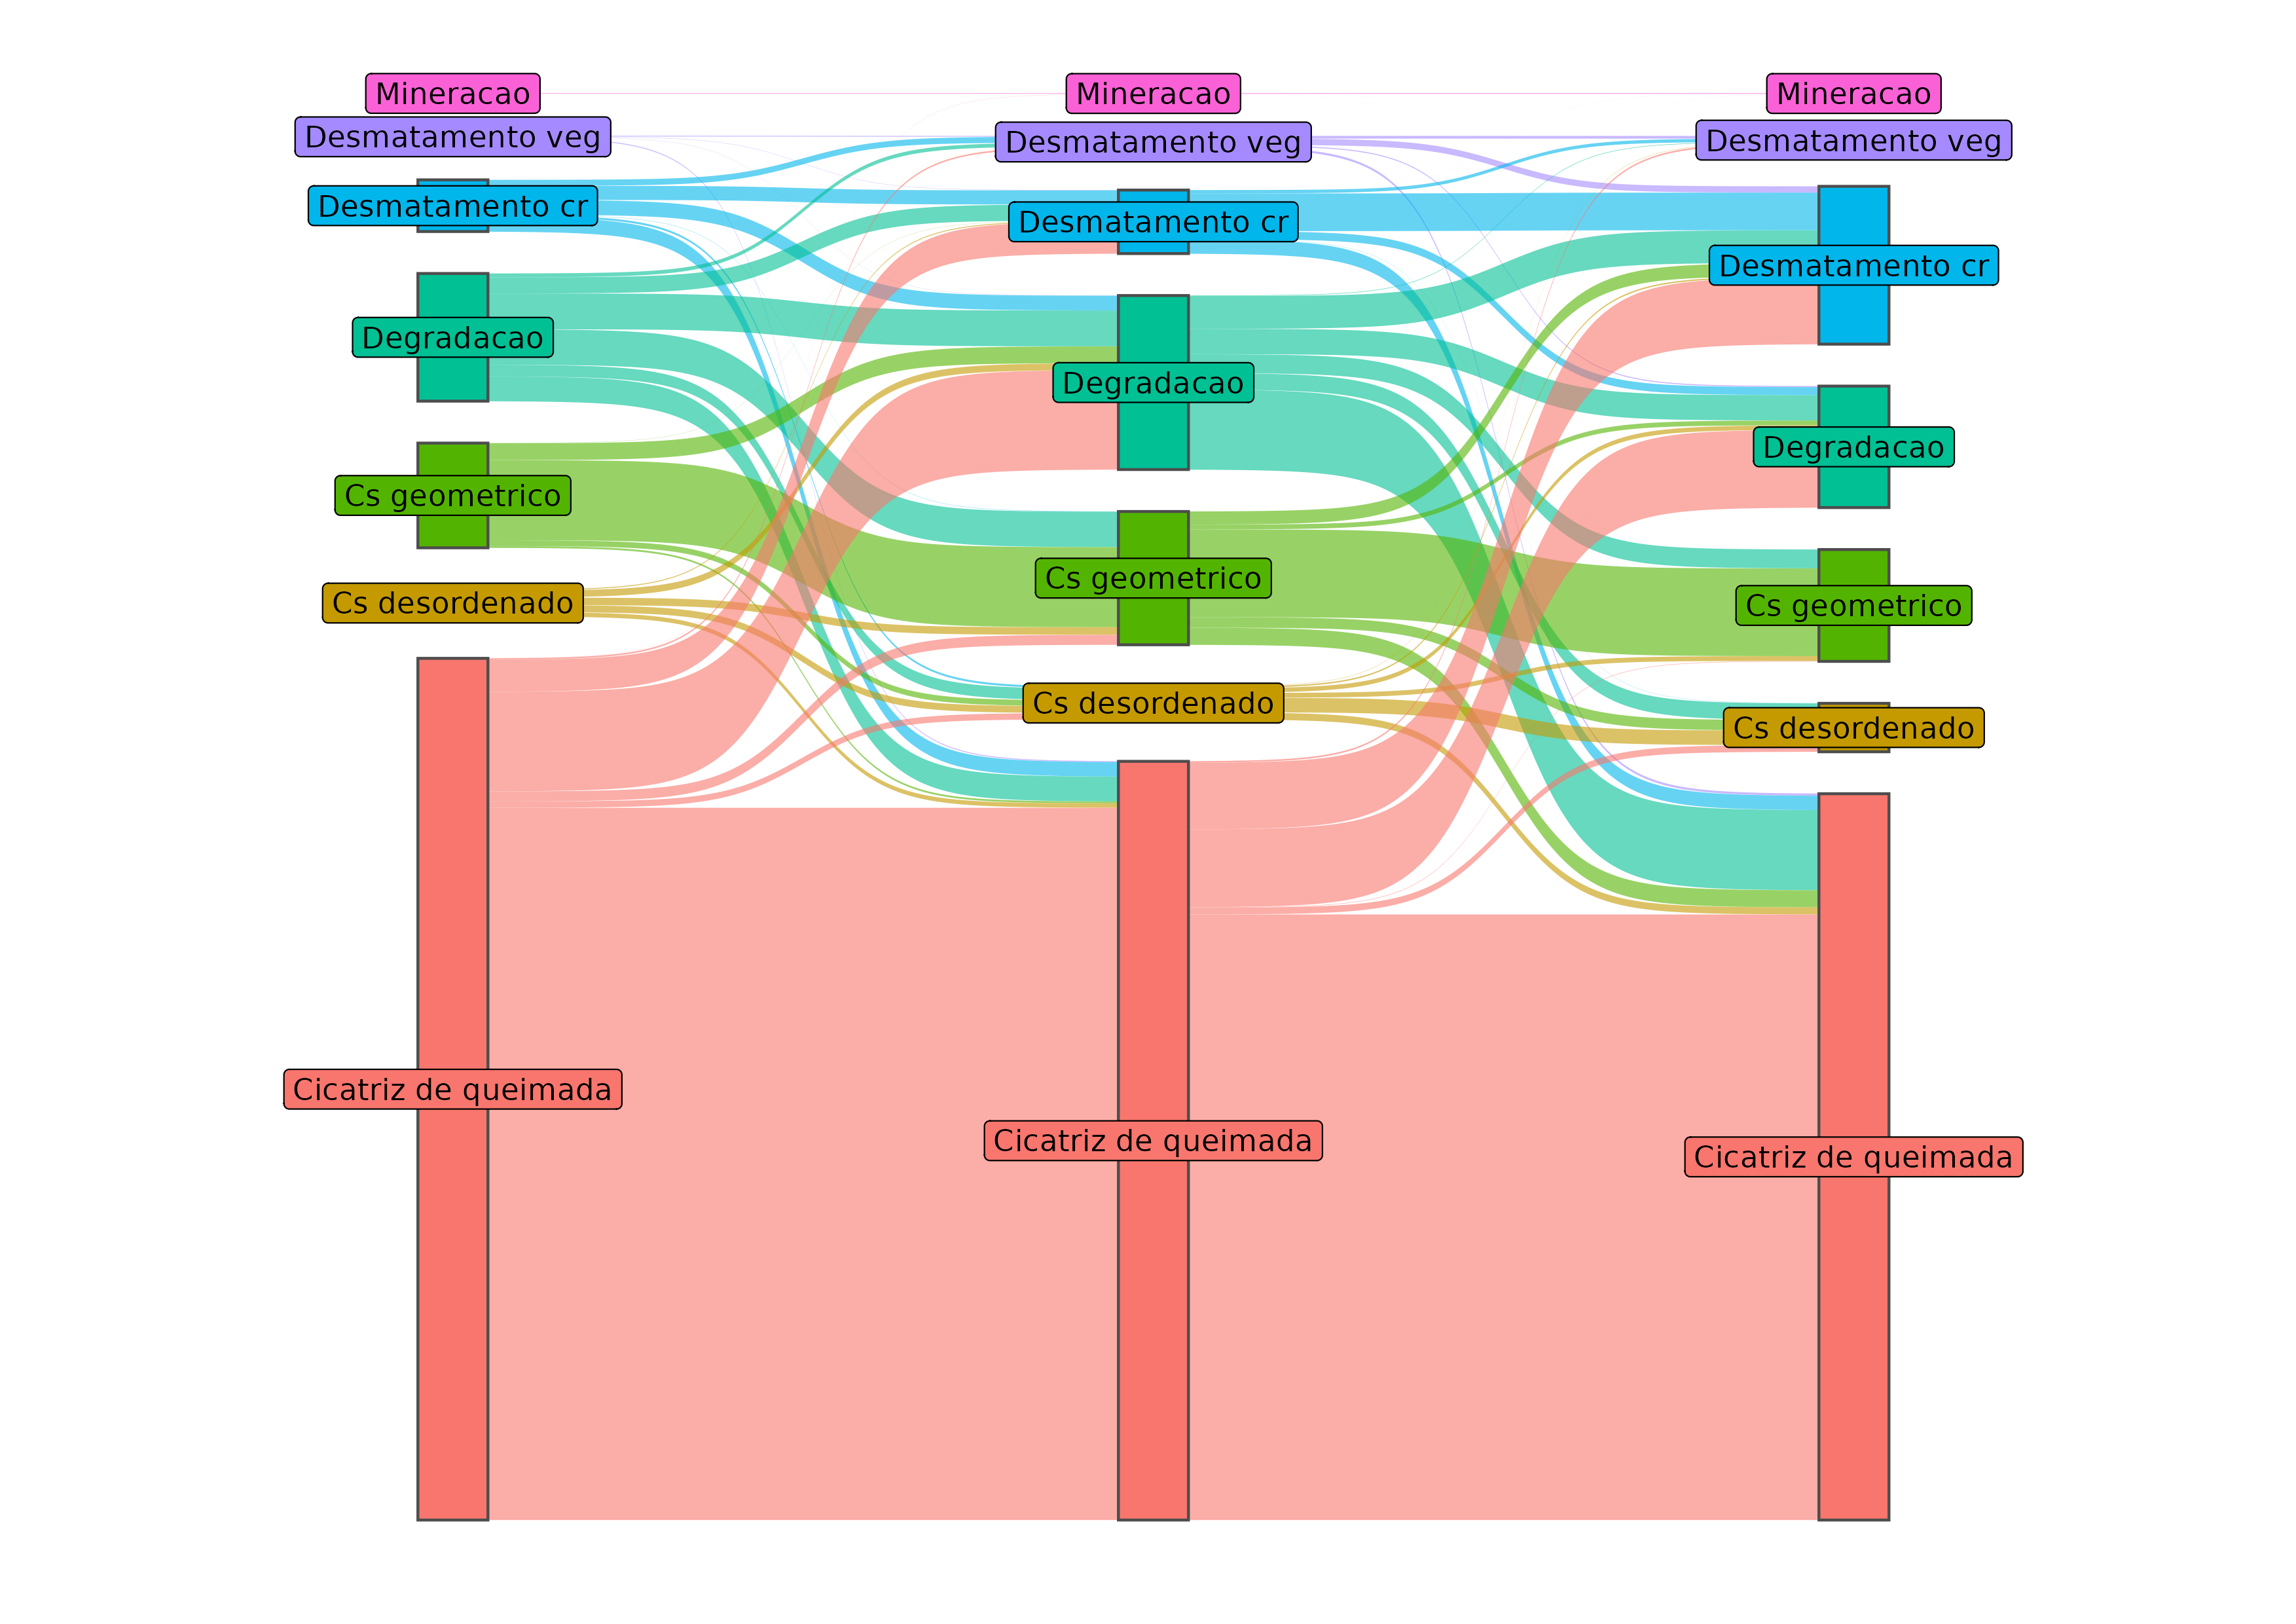 Mineracao
Desmatamento veg
Desmatamento cr
Degradacao
Cs geometrico
Cs desordenado
Cicatriz de queimada
Mineracao
Desmatamento veg
Desmatamento cr
Degradacao
Cs geometrico
Cs desordenado
Cicatriz de queimada
Mineracao
Desmatamento veg
Desmatamento cr
Degradacao
Cs geometrico
Cs desordenado
Cicatriz de queimada